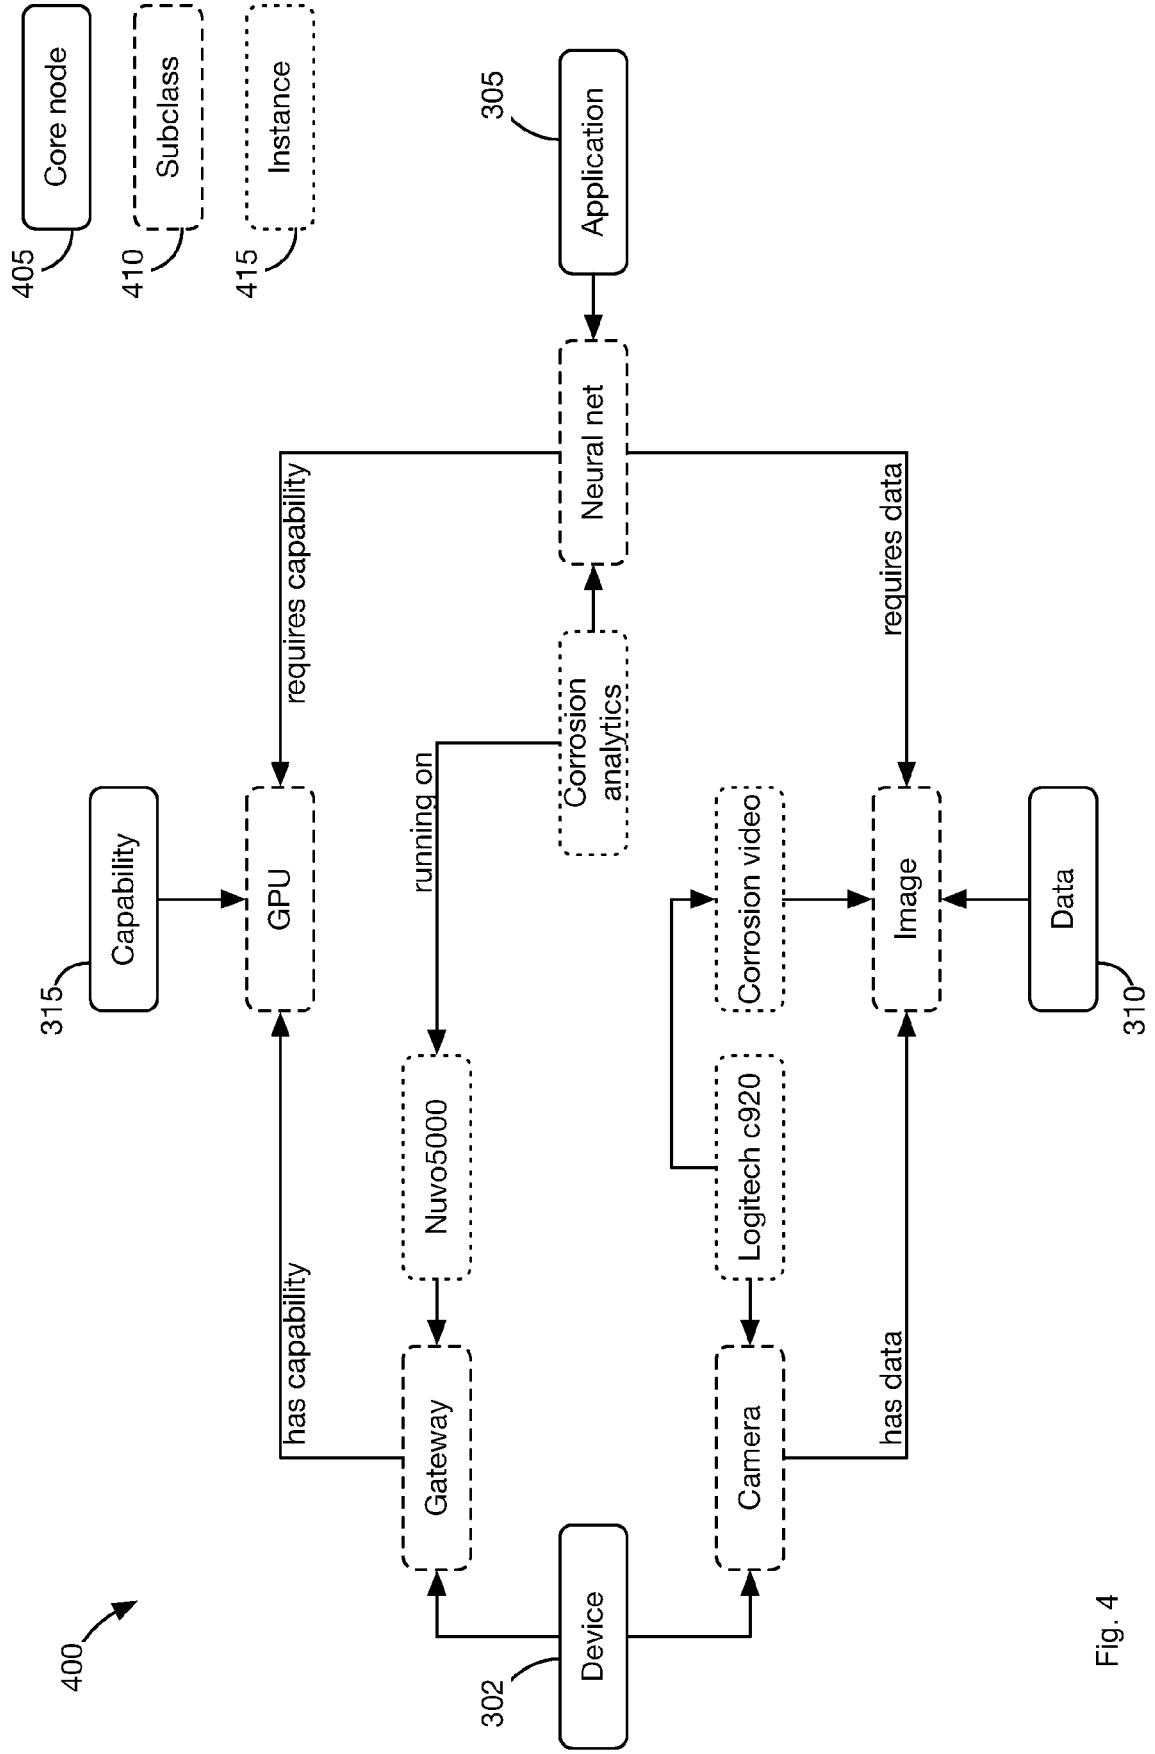 400
405
Core node
410
Subclass
415
Instance
315
Capability
has capability
GPU
requires capability
Gateway
Nuvo5000
running on
302
Device
Corrosion
analytics
Neural net
305
Application
Camera
Logitech c920
Corrosion video
has data
Image
requires data
310
Data
Fig. 4